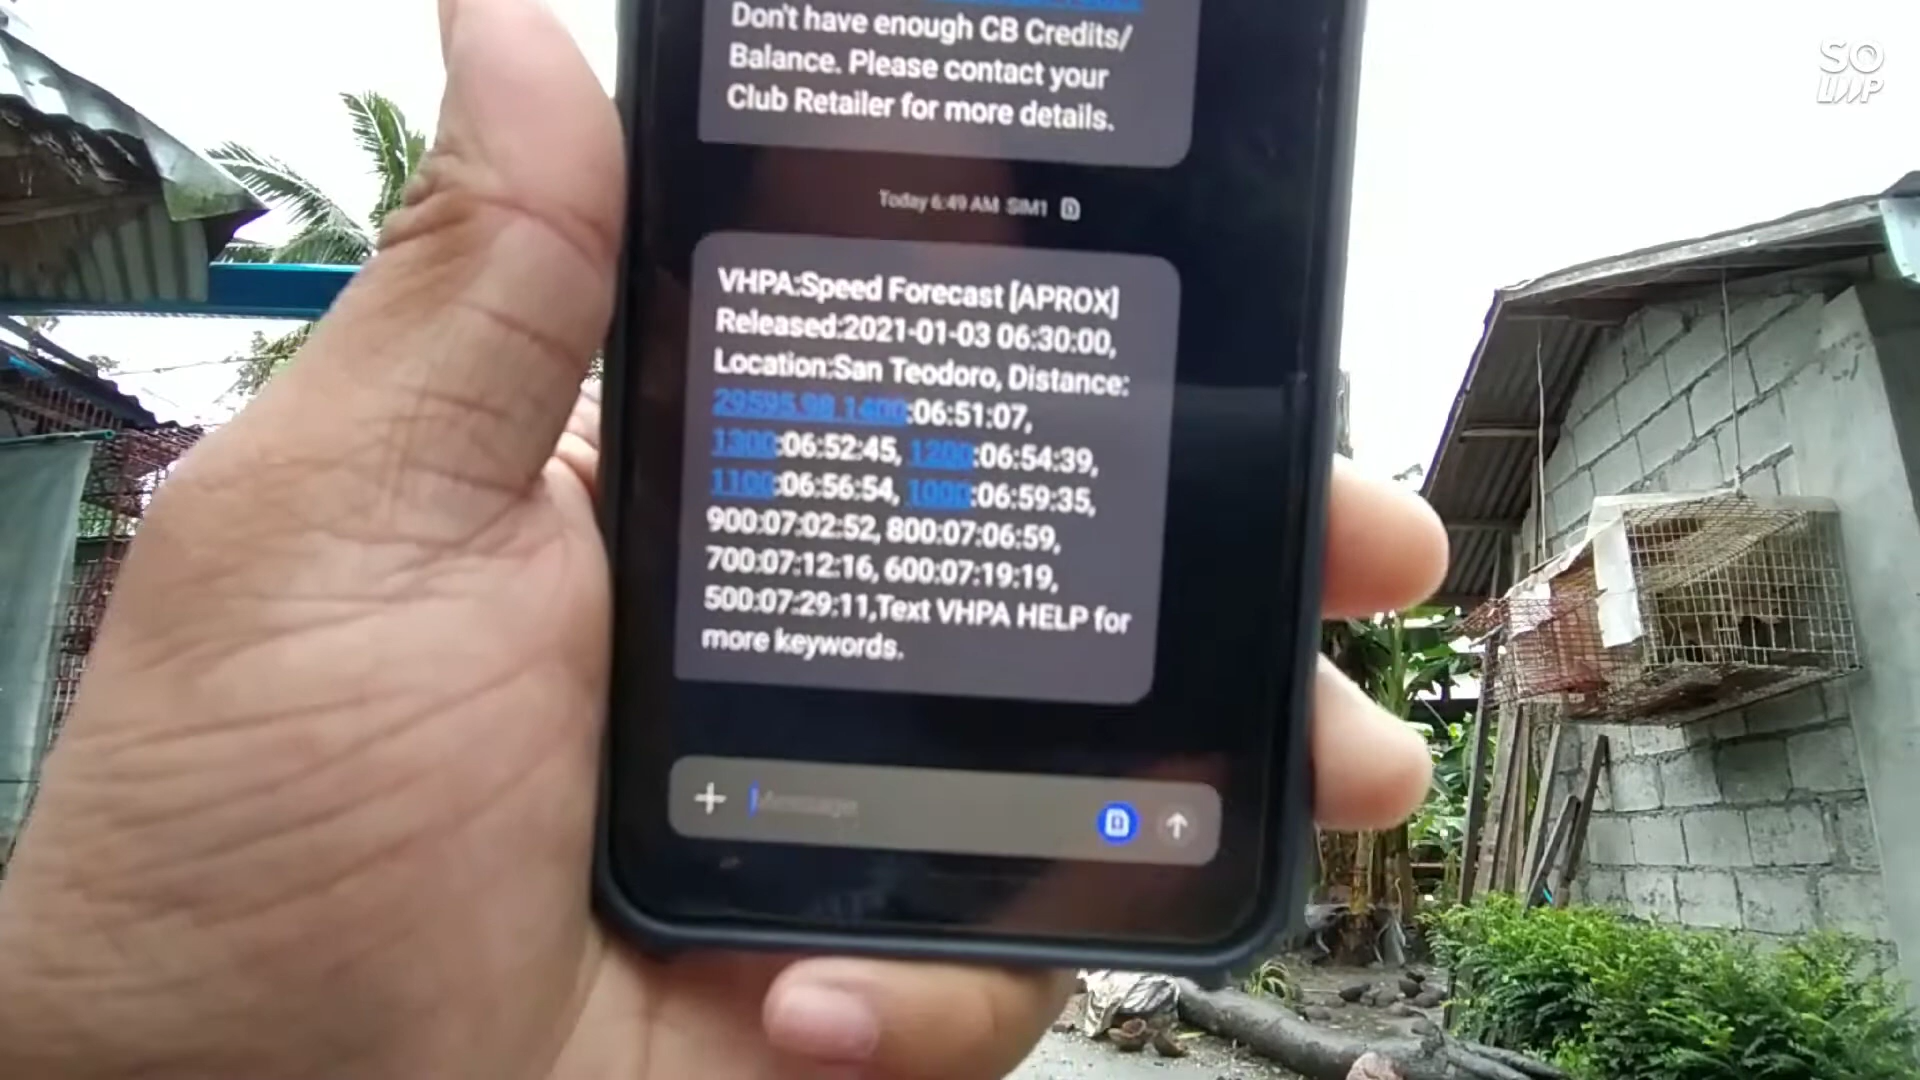 Don't have enough CB Credits/
Balance. Please contact your
Club Retailer for more details.
Today 6:49 AM SIM1
VHPA:Speed Forecast [APROX]
Released:2021-01-03 06:30:00,
Location:San Teodoro, Distance:
29595.98 1400:06:51:07,
1300:06:52:45, 1200:06:54:39,
1100:06:56:54, 1000:06:59:35,
900:07:02:52, 800:07:06:59,
700:07:12:16, 600:07:19:19,
500:07:29:11,Text VHPA HELP for
more keywords.
Message
SO
LIIP